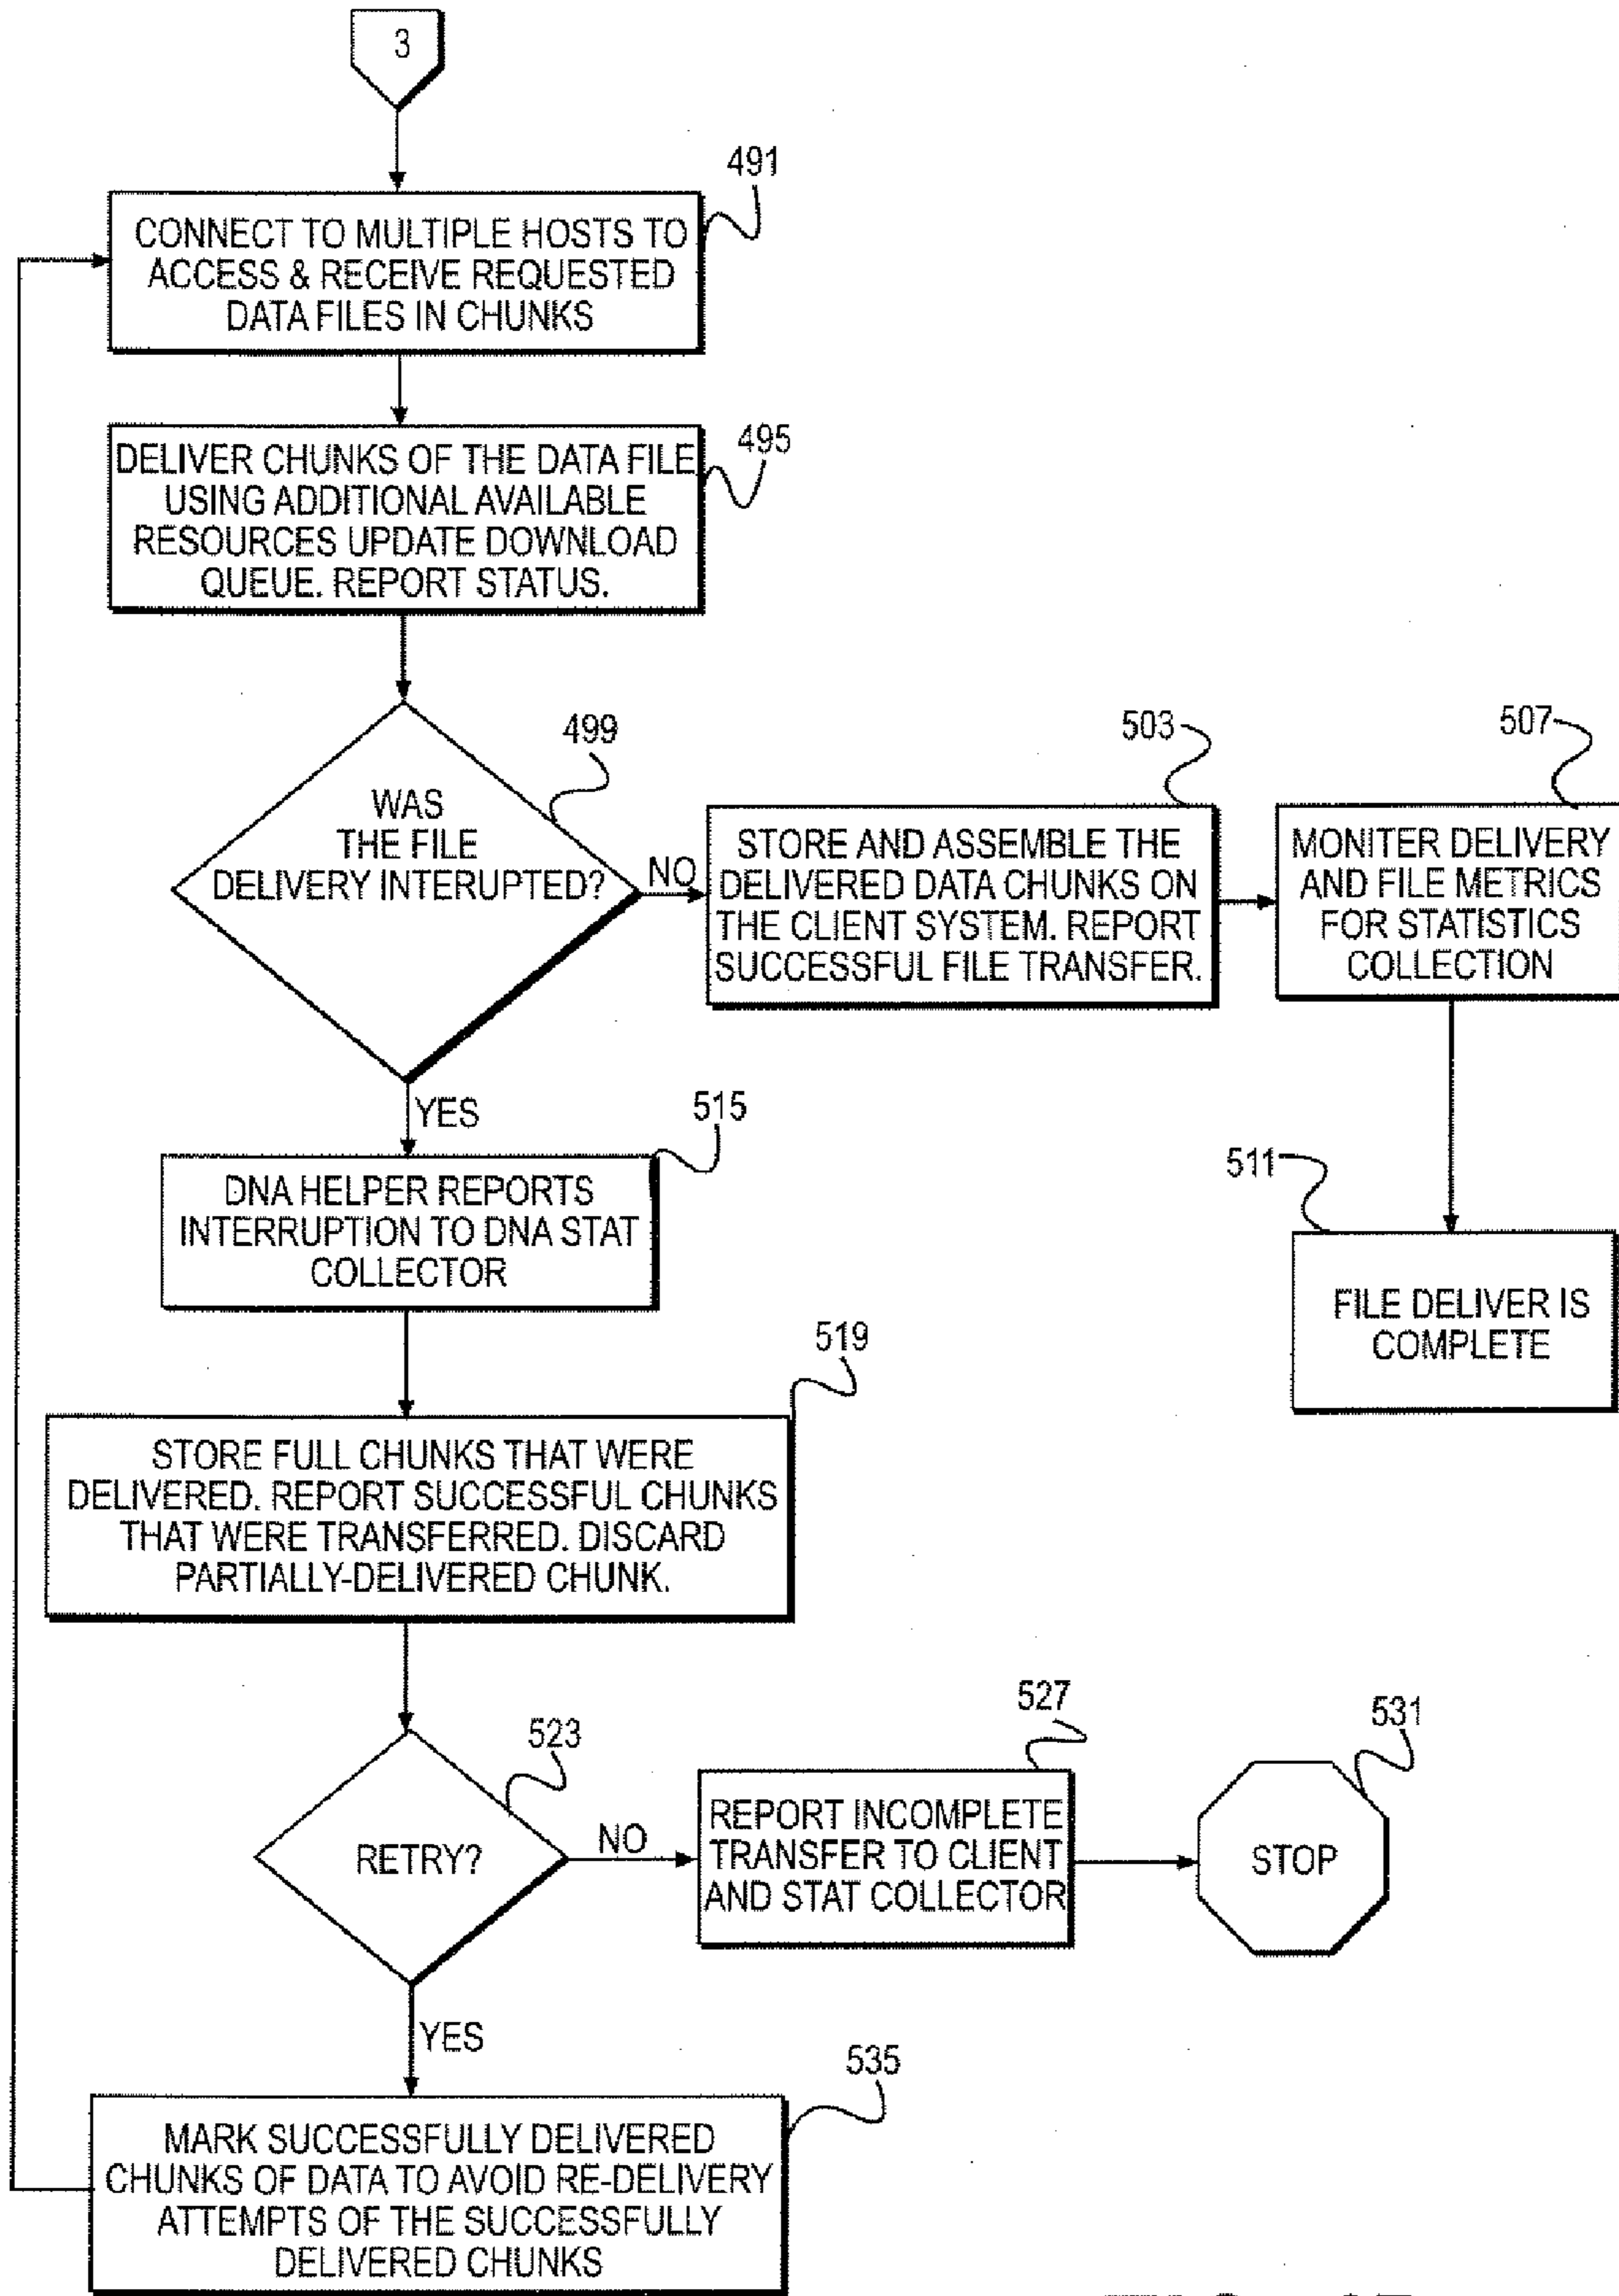 3
491
CONNECT TO MULTIPLE HOSTS TO
ACCESS & RECEIVE REQUESTED
DATA FILES IN CHUNKS
495
DELIVER CHUNKS OF THE DATA FILE
USING ADDITIONAL AVAILABLE
RESOURCES UPDATE DOWNLOAD
QUEUE. REPORT STATUS.
499
WAS
THE FILE
DELIVERY INTERUPTED?
NO
503
STORE AND ASSEMBLE THE
DELIVERED DATA CHUNKS ON
THE CLIENT SYSTEM. REPORT
SUCCESSFUL FILE TRANSFER.
507
MONITER DELIVERY
AND FILE METRICS
FOR STATISTICS
COLLECTION
511
FILE DELIVER IS
COMPLETE
YES
515
DNA HELPER REPORTS
INTERRUPTION TO DNA STAT
COLLECTOR
519
STORE FULL CHUNKS THAT WERE
DELIVERED. REPORT SUCCESSFUL CHUNKS
THAT WERE TRANSFERRED. DISCARD
PARTIALLY-DELIVERED CHUNK.
523
RETRY?
NO
527
REPORT INCOMPLETE
TRANSFER TO CLIENT
AND STAT COLLECTOR
531
STOP
YES
535
MARK SUCCESSFULLY DELIVERED
CHUNKS OF DATA TO AVOID RE-DELIVERY
ATTEMPTS OF THE SUCCESSFULLY
DELIVERED CHUNKS